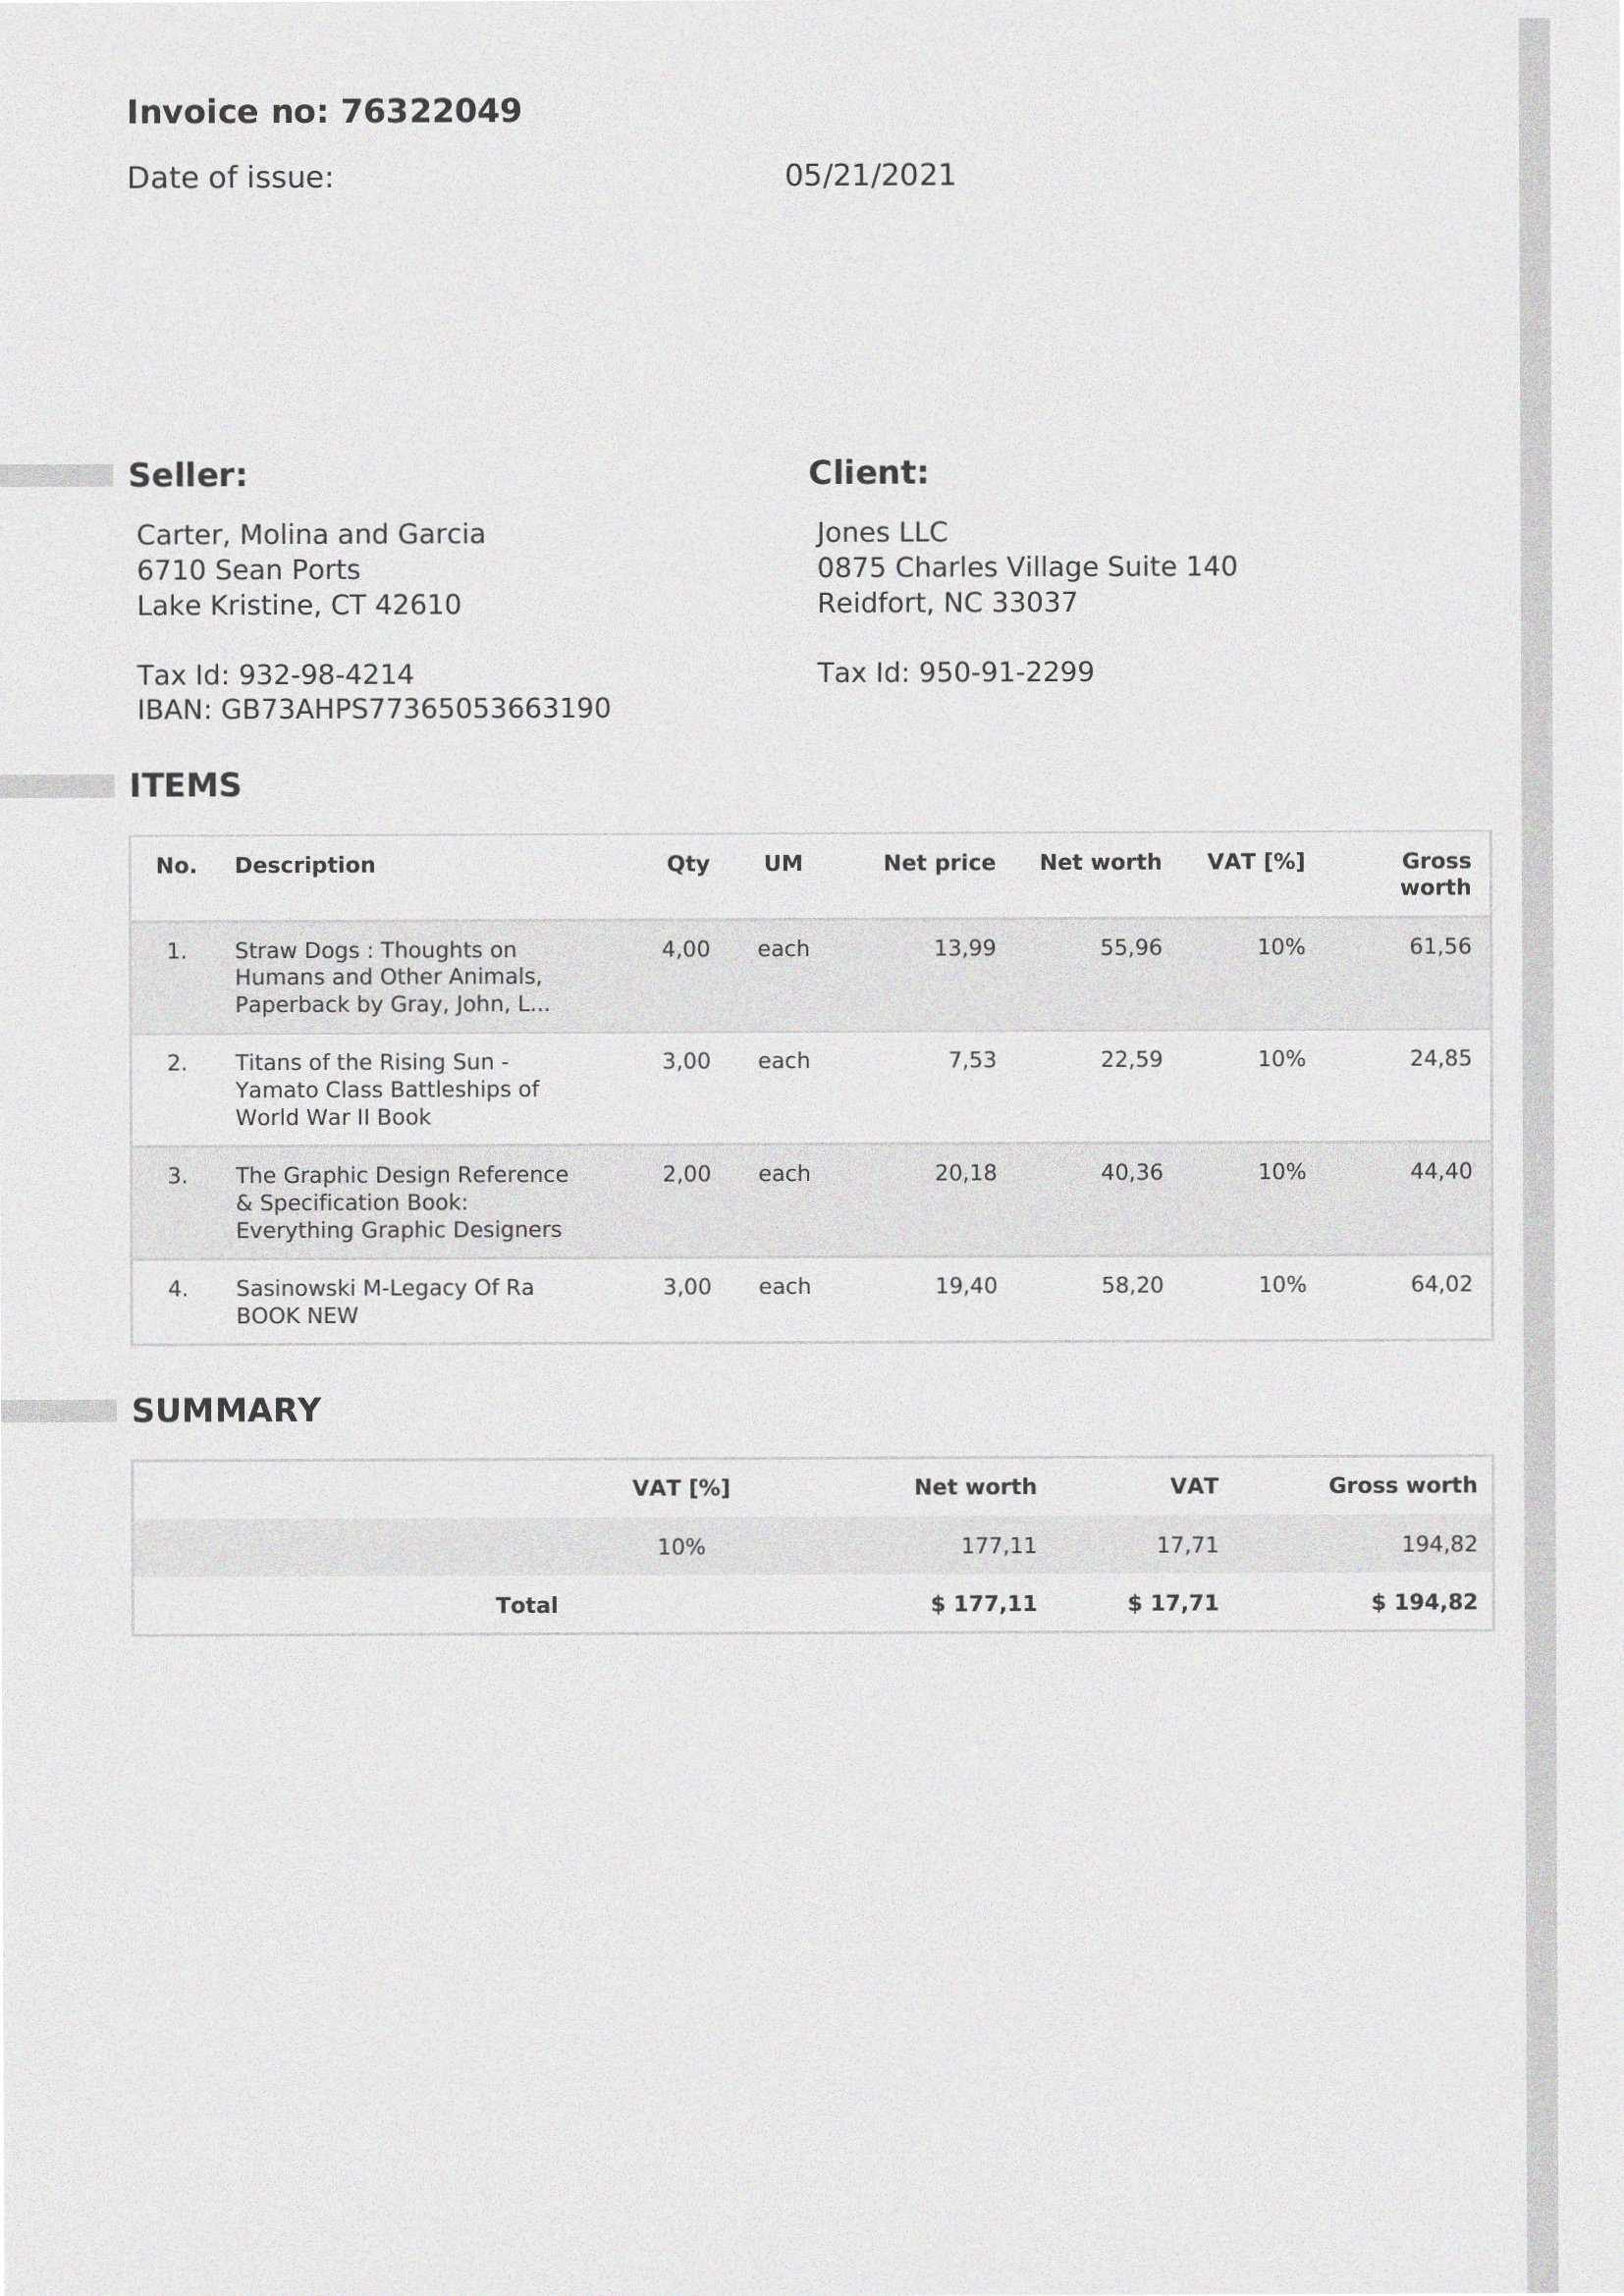 Invoice no: 76322049
Date of issue: 05/21/2021
Seller:
Carter, Molina and Garcia
6710 Sean Ports
Lake Kristine, CT 42610
Tax Id: 932-98-4214
IBAN: GB73AHPS77365053663190
Client:
Jones LLC
0875 Charles Village Suite 140
Reidfort, NC 33037
Tax Id: 950-91-2299
ITEMS
No. Description Qty UM Net price Net worth VAT [%] Gross
worth
1. Straw Dogs : Thoughts on 4,00 each 13,99 55,96 10% 61,56
Humans and Other Animals,
Paperback by Gray, John, L...
2. Titans of the Rising Sun - 3,00 each 7,53 22,59 10% 24,85
Yamato Class Battleships of
World War II Book
3. The Graphic Design Reference 2,00 each 20,18 40,36 10% 44,40
& Specification Book:
Everything Graphic Designers
4. Sasinowski M-Legacy Of Ra 3,00 each 19,40 58,20 10% 64,02
BOOK NEW
SUMMARY
VAT [%] Net worth VAT Gross worth
10% 177,11 17,71 194,82
Total $ 177,11 $ 17,71 $ 194,82